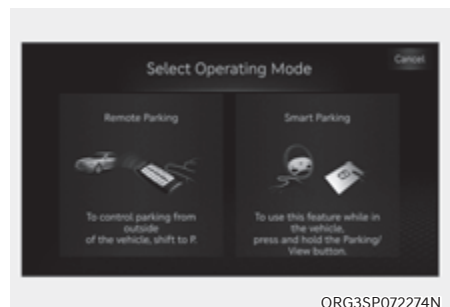 Select Operating Mode
Cancel
Remote Parking
To control parking from
outside
of the vehicle, shift to P.
Smart Parking
To use this feature while in
the vehicle,
press and hold the Parking/
View button.
ORG3SP072274N